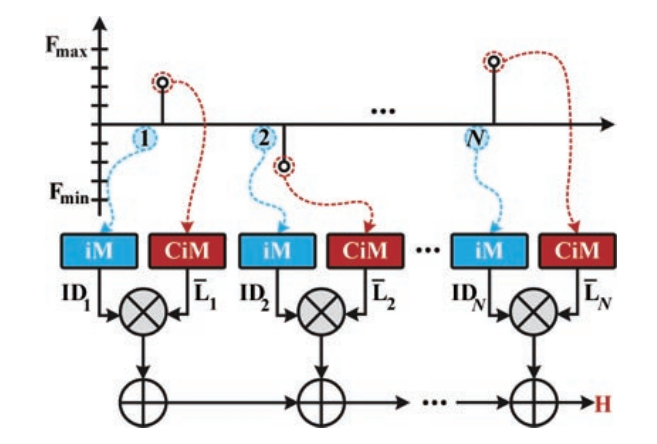 Fmax
...
1 2 N
Fmin
iM CiM iM CiM ... iM CiM
ID1 L̅1 ID2 L̅2 IDN L̅N
... H